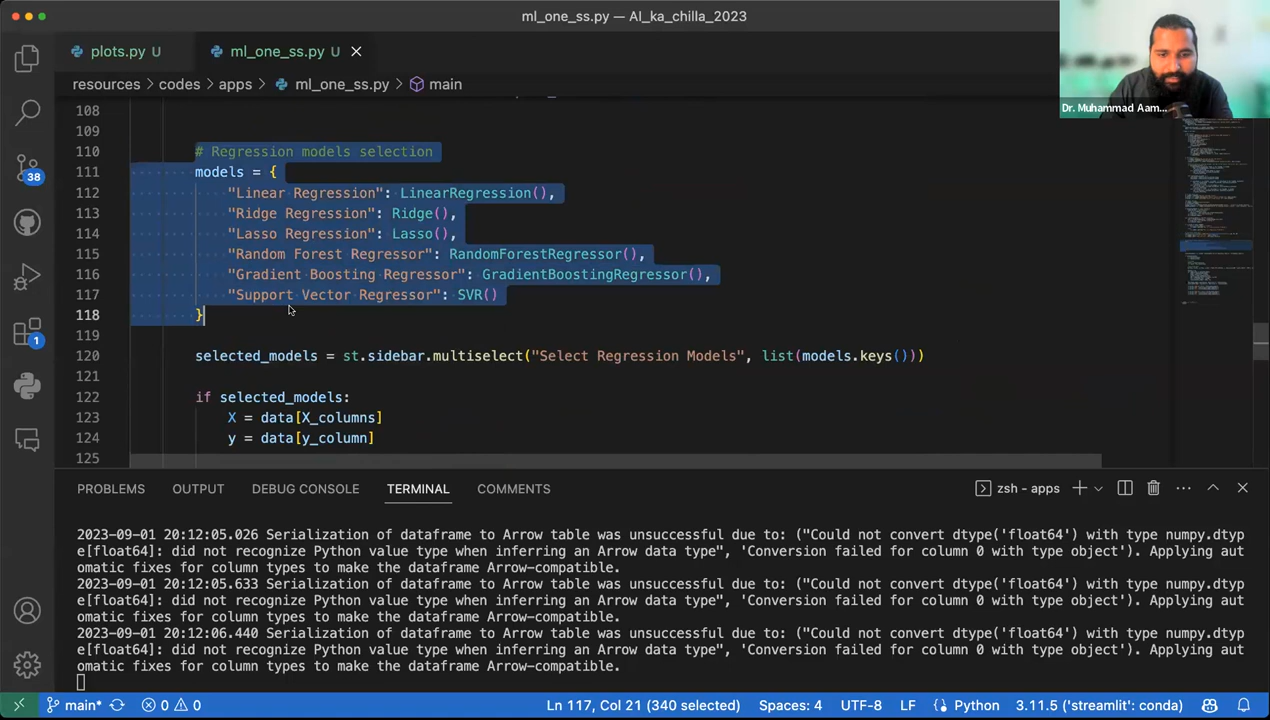 ml_one_ss.py — AI_ka_chilla_2023
plots.py U
ml_one_ss.py U
resources > codes > apps > ml_one_ss.py > main
Dr. Muhammad Aam...
108
109
110 # Regression models selection
111 models = {
112 "Linear Regression": LinearRegression(),
113 "Ridge Regression": Ridge(),
114 "Lasso Regression": Lasso(),
115 "Random Forest Regressor": RandomForestRegressor(),
116 "Gradient Boosting Regressor": GradientBoostingRegressor(),
117 "Support Vector Regressor": SVR()
118 }
119
120 selected_models = st.sidebar.multiselect("Select Regression Models", list(models.keys()))
121
122 if selected_models:
123 X = data[X_columns]
124 y = data[y_column]
125
38
1
PROBLEMS OUTPUT DEBUG CONSOLE TERMINAL COMMENTS
zsh - apps
2023-09-01 20:12:05.026 Serialization of dataframe to Arrow table was unsuccessful due to: ("Could not convert dtype('float64') with type numpy.dtyp
e[float64]: did not recognize Python value type when inferring an Arrow data type", 'Conversion failed for column 0 with type object'). Applying aut
omatic fixes for column types to make the dataframe Arrow-compatible.
2023-09-01 20:12:05.633 Serialization of dataframe to Arrow table was unsuccessful due to: ("Could not convert dtype('float64') with type numpy.dtyp
e[float64]: did not recognize Python value type when inferring an Arrow data type", 'Conversion failed for column 0 with type object'). Applying aut
omatic fixes for column types to make the dataframe Arrow-compatible.
2023-09-01 20:12:06.440 Serialization of dataframe to Arrow table was unsuccessful due to: ("Could not convert dtype('float64') with type numpy.dtyp
e[float64]: did not recognize Python value type when inferring an Arrow data type", 'Conversion failed for column 0 with type object'). Applying aut
omatic fixes for column types to make the dataframe Arrow-compatible.
main* 0 0 Ln 117, Col 21 (340 selected) Spaces: 4 UTF-8 LF Python 3.11.5 ('streamlit': conda)